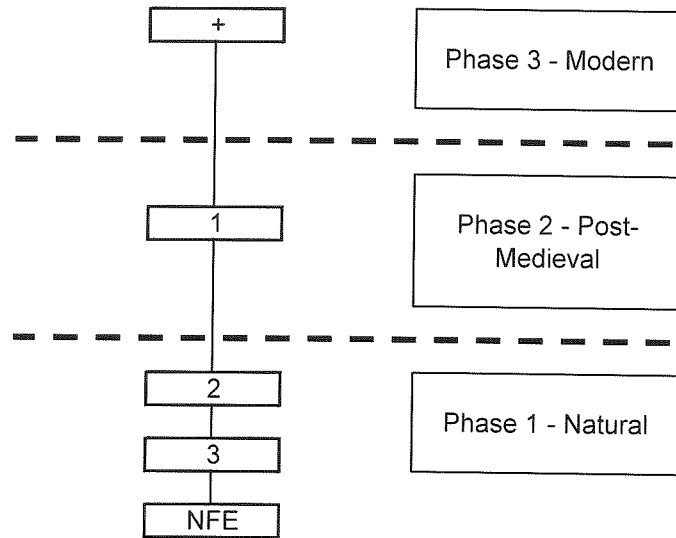 +
Phase 3 - Modern
1
Phase 2 - Post-
Medieval
2
Phase 1 - Natural
3
NFE